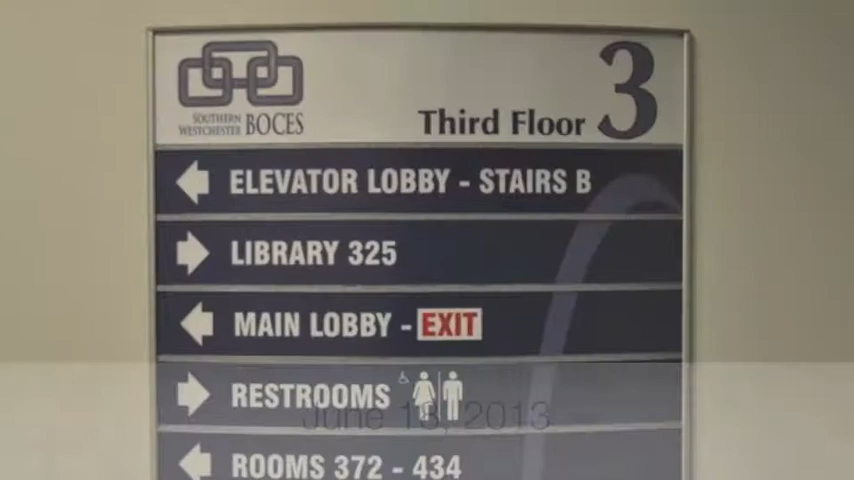 SOUTHERN
WESTCHESTER BOCES
Third Floor 3
ELEVATOR LOBBY - STAIRS B
LIBRARY 325
MAIN LOBBY - EXIT
RESTROOMS
June 13, 2013
ROOMS 372 - 434